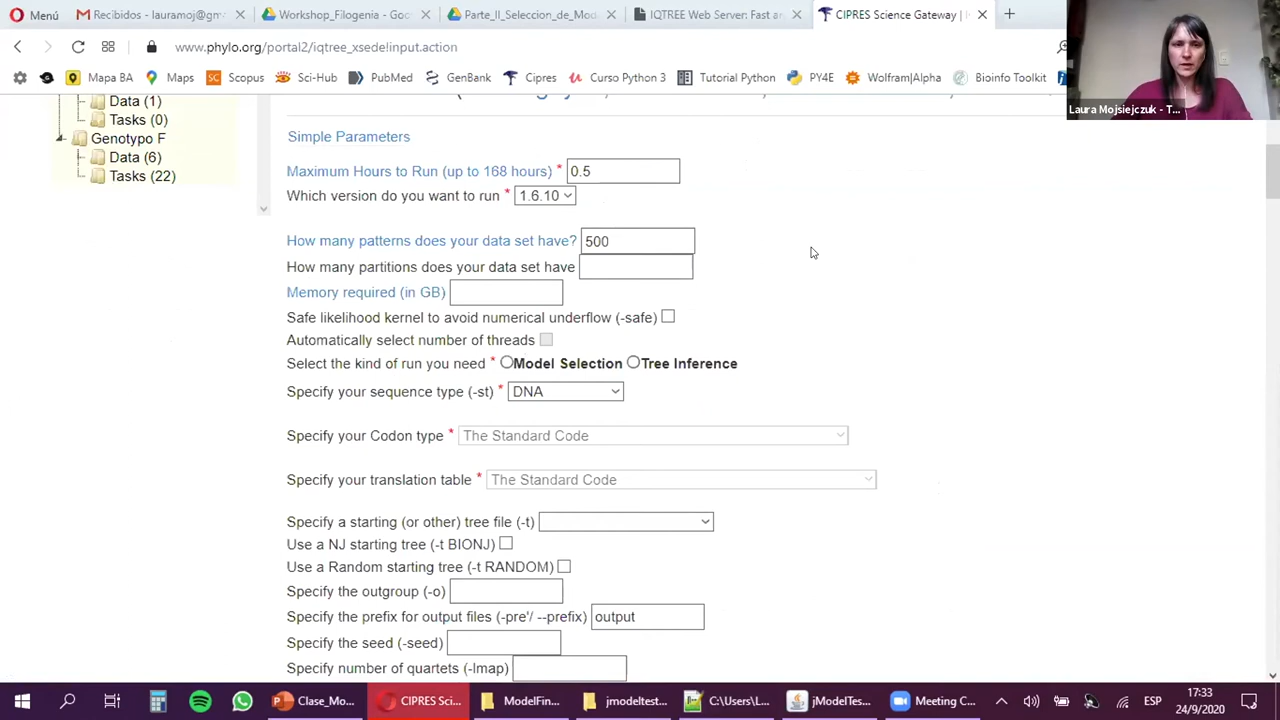 Menú
Recibidos - lauramoj@gm
Workshop_Filogenia - Goo
Parte_II_Seleccion_de_Mod
IQTREE Web Server: Fast an
CIPRES Science Gateway |
www.phylo.org/portal2/iqtree_xsedelinput.action
Mapa BA
Maps
Scopus
Sci-Hub
PubMed
GenBank
Cipres
Curso Python 3
Tutorial Python
PY4E
Wolfram|Alpha
Bioinfo Toolkit
Laura Mojsiejczuk - T...
Data (1)
Tasks (0)
Genotypo F
Data (6)
Tasks (22)
Simple Parameters
Maximum Hours to Run (up to 168 hours) * 0.5
Which version do you want to run * 1.6.10
How many patterns does your data set have? 500
How many partitions does your data set have
Memory required (in GB)
Safe likelihood kernel to avoid numerical underflow (-safe)
Automatically select number of threads
Select the kind of run you need * Model Selection Tree Inference
Specify your sequence type (-st) * DNA
Specify your Codon type * The Standard Code
Specify your translation table * The Standard Code
Specify a starting (or other) tree file (-t)
Use a NJ starting tree (-t BIONJ)
Use a Random starting tree (-t RANDOM)
Specify the outgroup (-o)
Specify the prefix for output files (-pre'/ --prefix) output
Specify the seed (-seed)
Specify number of quartets (-lmap)
Clase_Mo...
CIPRES Sci...
ModelFin...
jmodeltest...
C:\Users\L...
jModelTes...
Meeting C...
ESP
17:33
24/9/2020